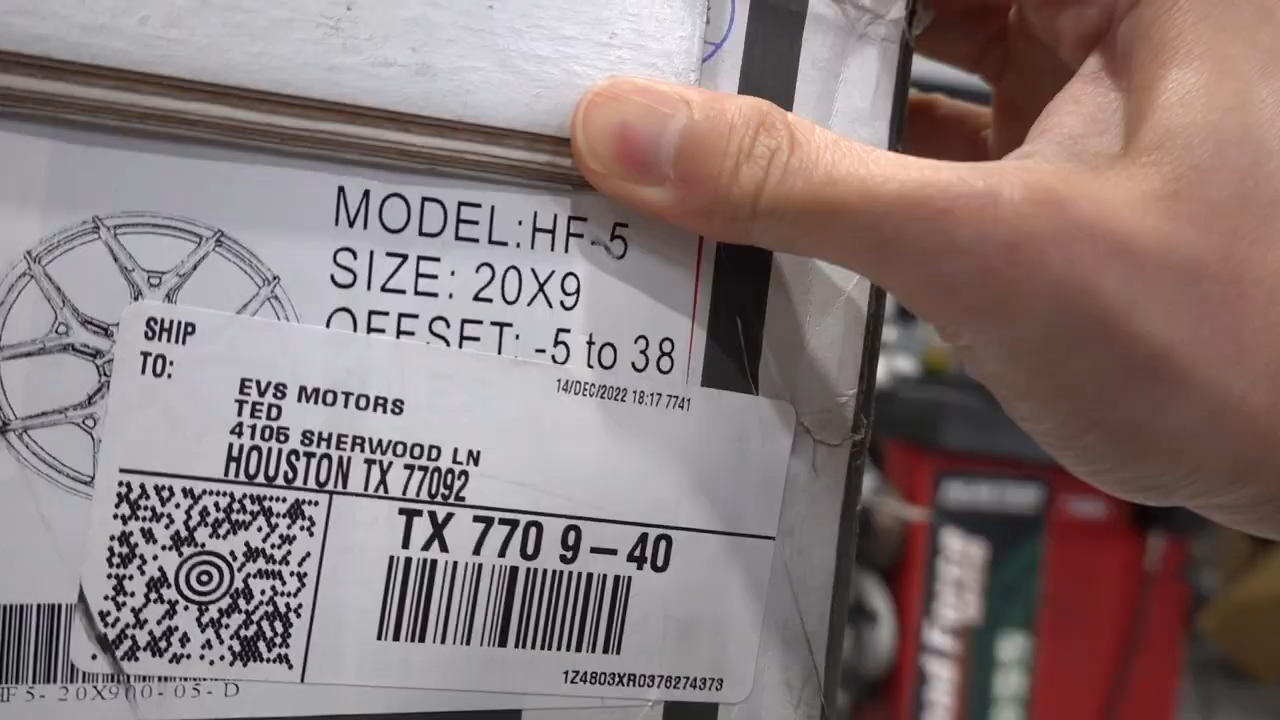 MODEL:HF-5
SIZE: 20X9
OFFSET: -5 to 38
14/DEC/2022 18:17 7741
SHIP
TO:
EVS MOTORS
TED
4105 SHERWOOD LN
HOUSTON TX 77092
TX 770 9-40
1Z4803XR0376274373
HF5-20X900-05-D